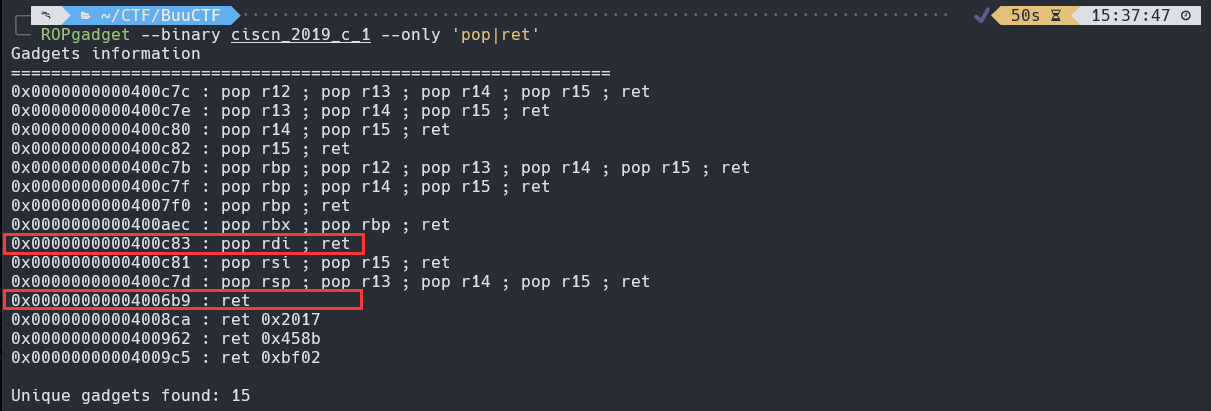 ~/CTF/BuuCTF 50s 15:37:47
ROPgadget --binary ciscn_2019_c_1 --only 'pop|ret'
Gadgets information
============================================================
0x0000000000400c7c : pop r12 ; pop r13 ; pop r14 ; pop r15 ; ret
0x0000000000400c7e : pop r13 ; pop r14 ; pop r15 ; ret
0x0000000000400c80 : pop r14 ; pop r15 ; ret
0x0000000000400c82 : pop r15 ; ret
0x0000000000400c7b : pop rbp ; pop r12 ; pop r13 ; pop r14 ; pop r15 ; ret
0x0000000000400c7f : pop rbp ; pop r14 ; pop r15 ; ret
0x00000000004007f0 : pop rbp ; ret
0x0000000000400aec : pop rbx ; pop rbp ; ret
0x0000000000400c83 : pop rdi ; ret
0x0000000000400c81 : pop rsi ; pop r15 ; ret
0x0000000000400c7d : pop rsp ; pop r13 ; pop r14 ; pop r15 ; ret
0x00000000004006b9 : ret
0x00000000004008ca : ret 0x2017
0x0000000000400962 : ret 0x458b
0x00000000004009c5 : ret 0xbf02
Unique gadgets found: 15